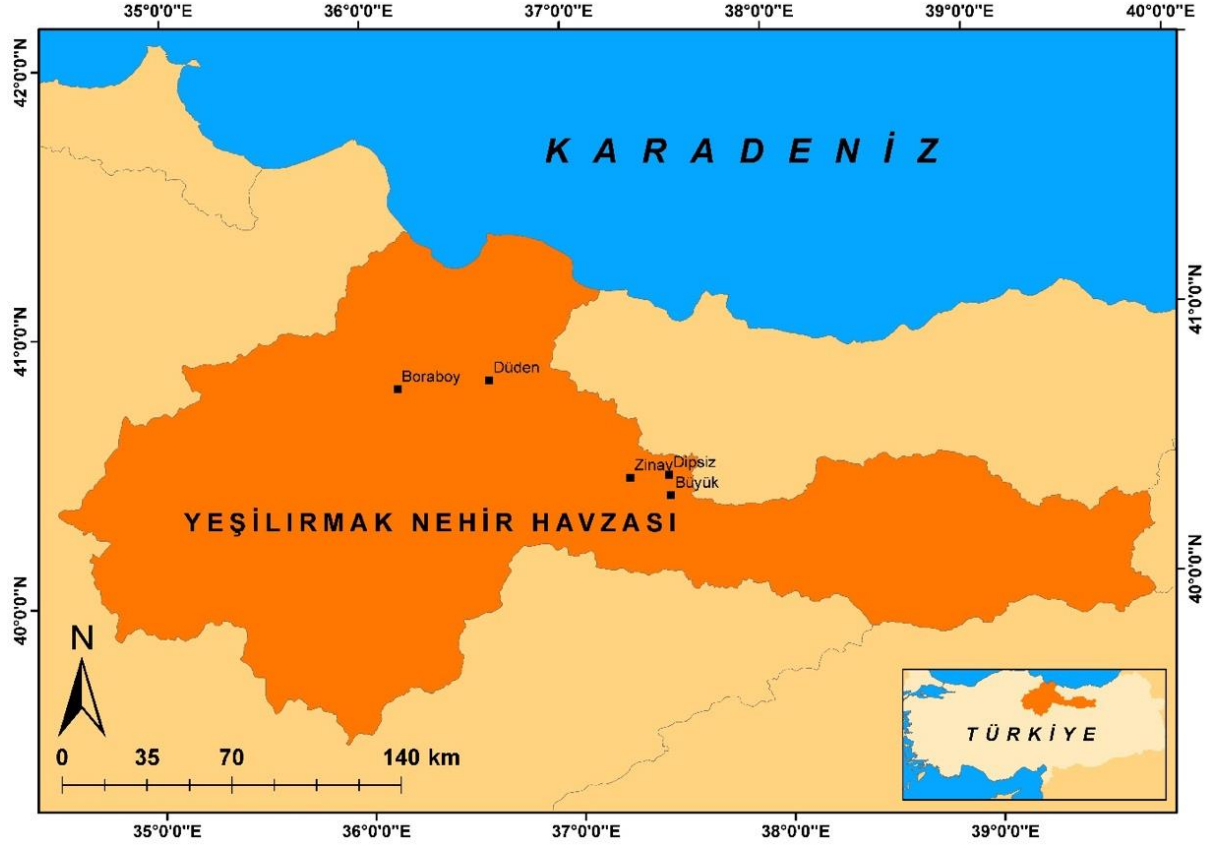 35°0'0"E 36°0'0"E 37°0'0"E 38°0'0"E 39°0'0"E 40°0'0"E
42°0'0"N
KARADENİZ
41°0'0"N
41°0'0"N
Boraboy
Düden
Zinav
Dipsiz
Büyük
YEŞİLIRMAK NEHİR HAVZASI
40°0'0"N
40°0'0"N
N
0 35 70 140 km
TÜRKİYE
35°0'0"E 36°0'0"E 37°0'0"E 38°0'0"E 39°0'0"E